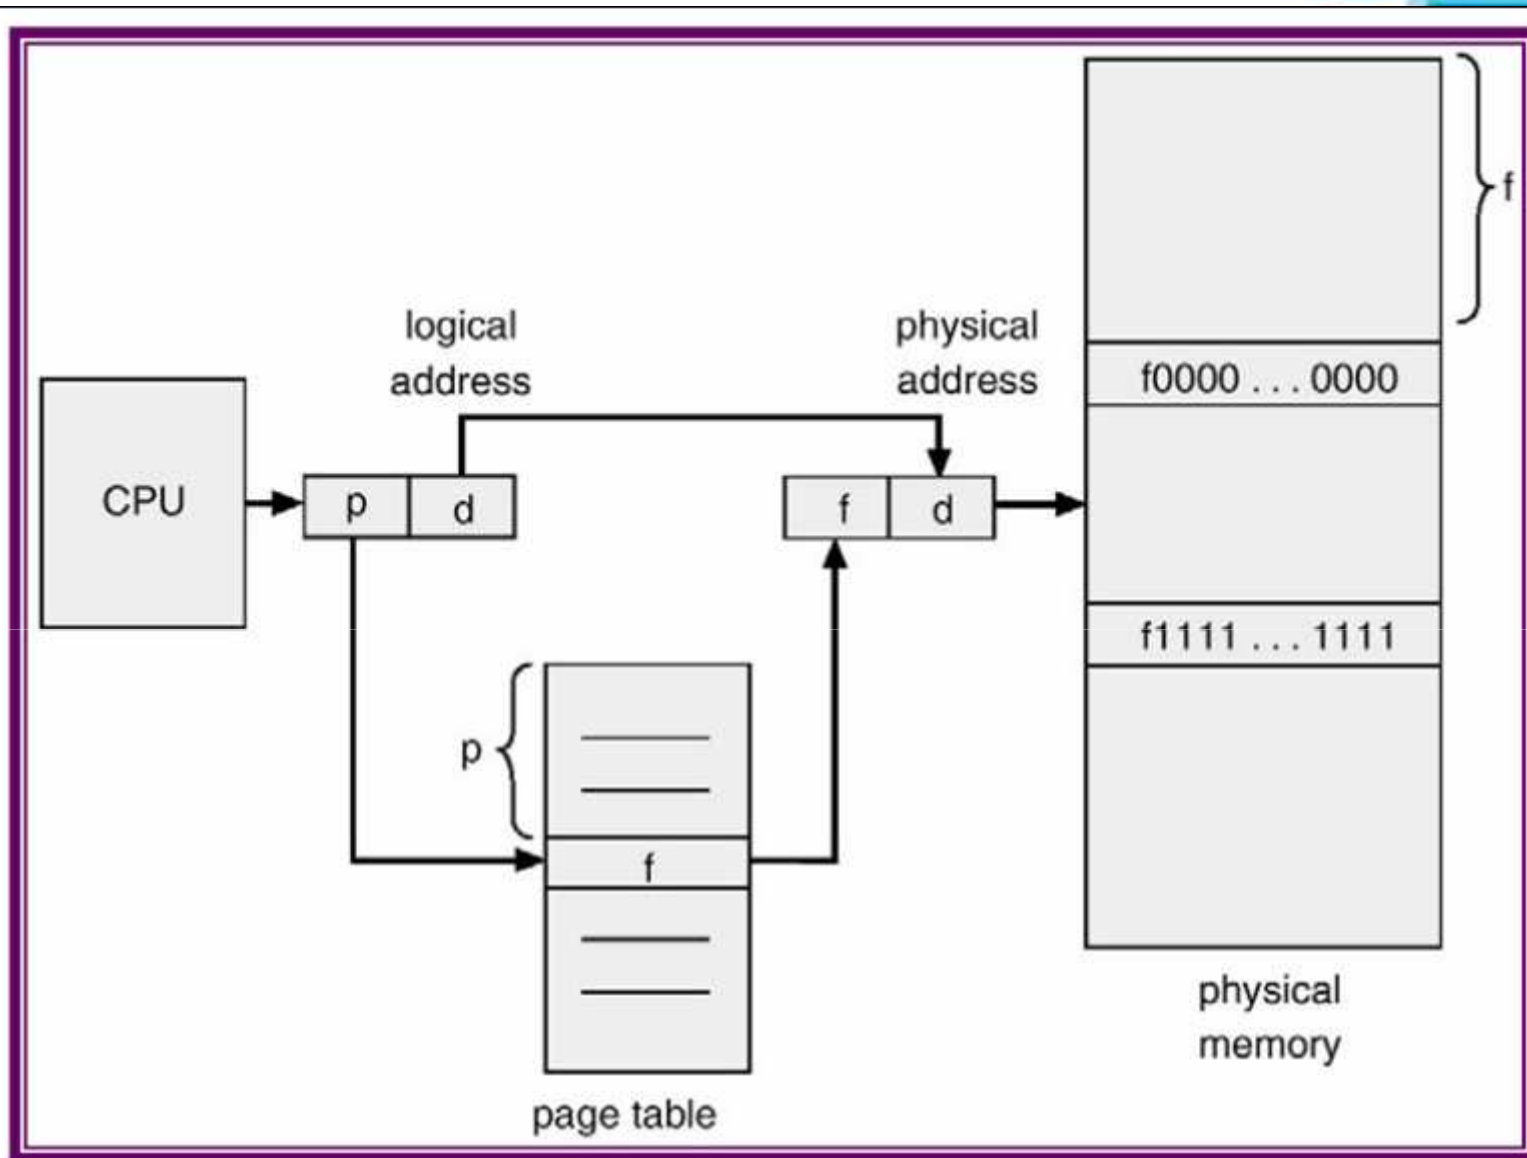 f
logical
address
physical
address
f0000 . . . 0000
CPU
p
d
f
d
f1111 . . . 1111
p
f
physical
memory
page table